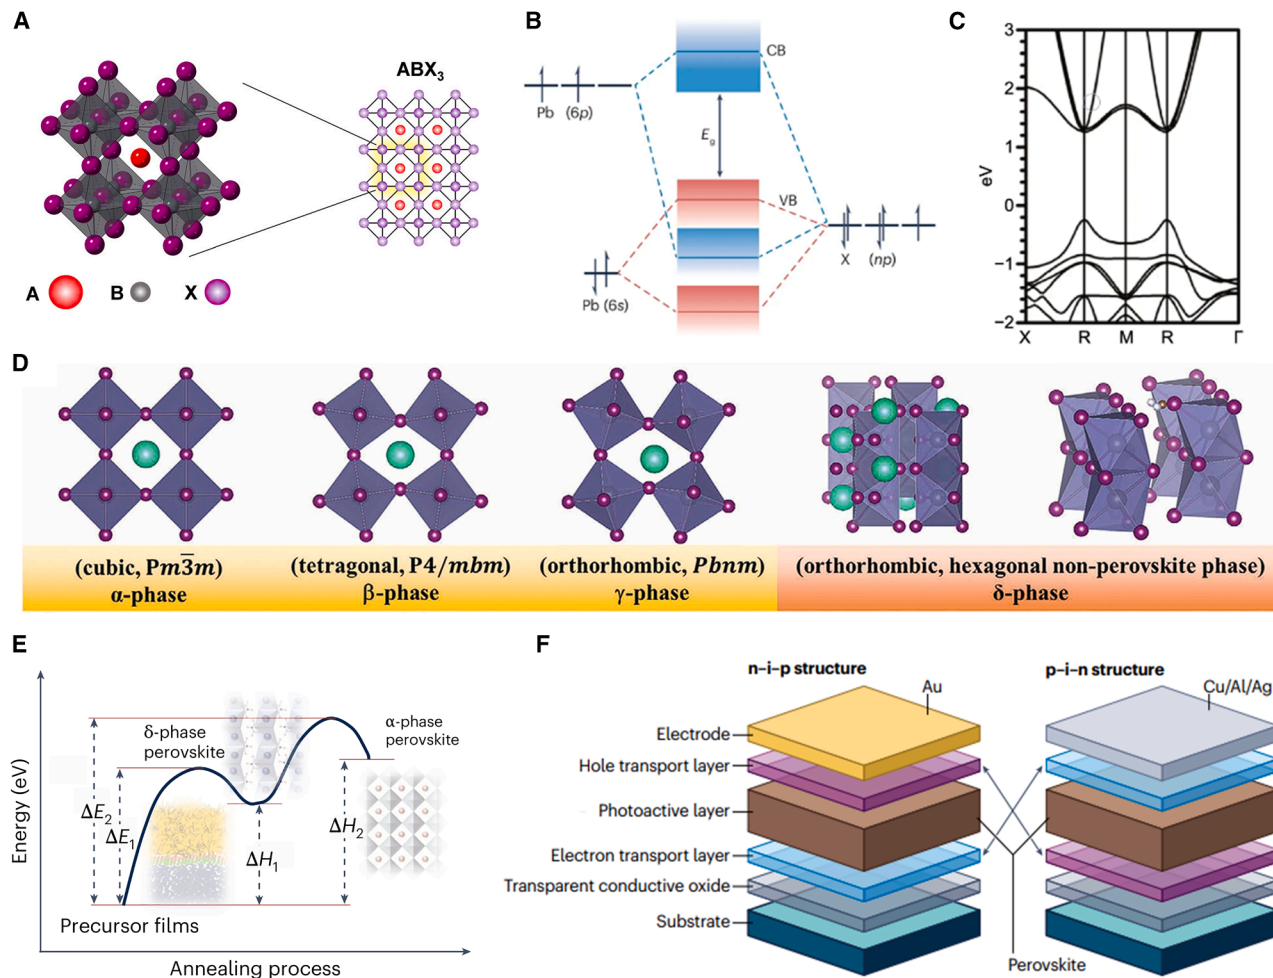 A
ABX₃
A
B
X
B
CB
Pb (6p)
E_g
VB
X (np)
Pb (6s)
C
3
2
1
0
−1
−2
eV
X R M R Γ
D
(cubic, Pm3̅m)
α-phase
(tetragonal, P4/mbm)
β-phase
(orthorhombic, Pbnm)
γ-phase
(orthorhombic, hexagonal non-perovskite phase)
δ-phase
E
Energy (eV)
δ-phase
perovskite
α-phase
perovskite
ΔE₂
ΔE₁
ΔH₁
ΔH₂
Precursor films
Annealing process
F
n–i–p structure
p–i–n structure
Au
Cu/Al/Ag
Electrode
Hole transport layer
Photoactive layer
Electron transport layer
Transparent conductive oxide
Substrate
Perovskite